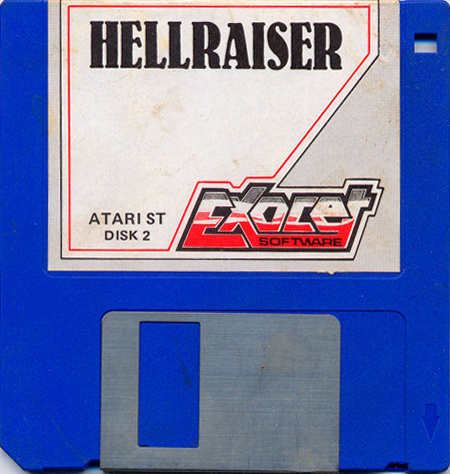 HELLRAISER
ATARI ST
DISK 2
Exocet
SOFTWARE